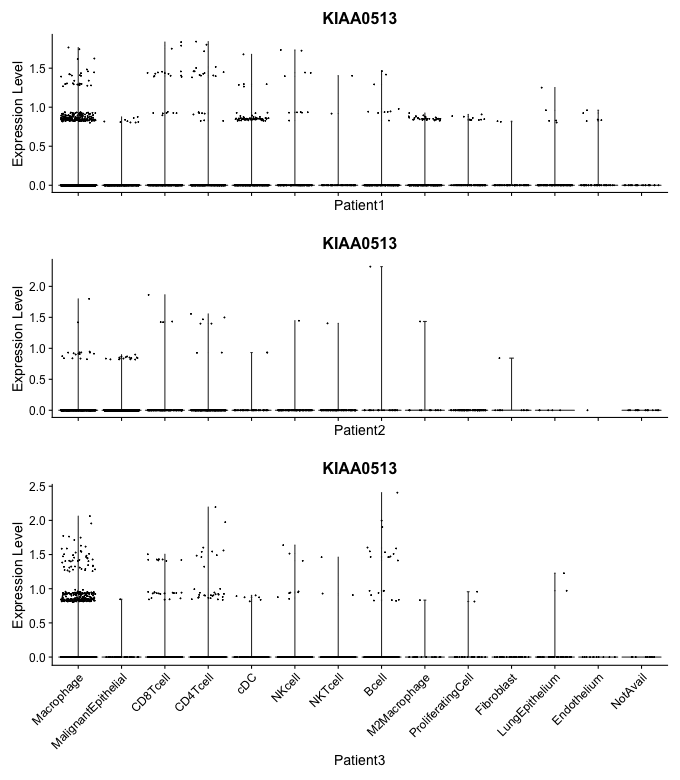 KIAA0513
Expression Level
1.5
1.0
0.5
0.0
Patient1
KIAA0513
Expression Level
2.0
1.5
1.0
0.5
0.0
Patient2
KIAA0513
Expression Level
2.5
2.0
1.5
1.0
0.5
0.0
Macrophage
MalignantEpithelial
CD8Tcell
CD4Tcell
cDC
NKcell
NKTcell
Bcell
M2Macrophage
ProliferatingCell
Fibroblast
LungEpithelium
Endothelium
NotAvail
Patient3